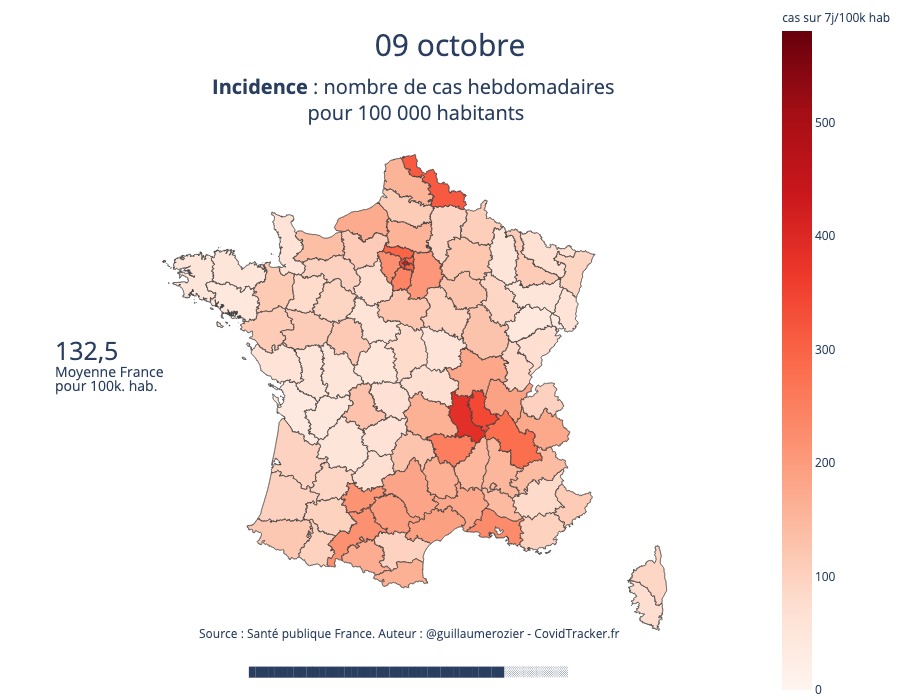 cas sur 7j/100k hab
09 octobre
Incidence : nombre de cas hebdomadaires
pour 100 000 habitants
500
400
300
200
100
0
132,5
Moyenne France
pour 100k. hab.
Source : Santé publique France. Auteur : @guillaumerozier - CovidTracker.fr